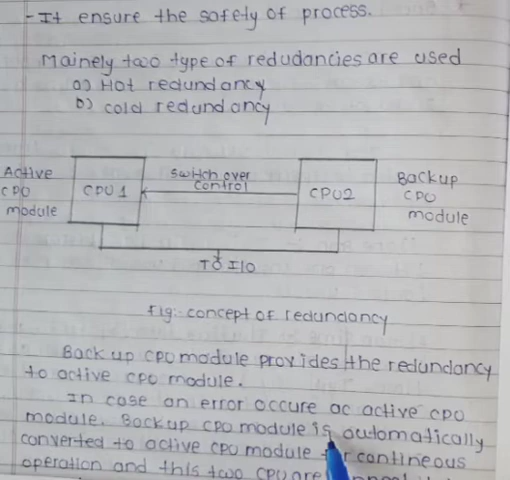 - It ensure the safety of process.
Mainely two type of redudancies are used
a) Hot redundancy
b) cold redundancy
Active
CPU
module
CPU1
switch over
control
CPU2
Backup
CPU
module
To I/O
fig:- concept of redundancy
Back up CPU module provides the redundancy
to active CPU module.
In case an error occure ac active CPU
module. Backup CPU module is automatically
converted to active CPU module contineous
operation and this two CPU are